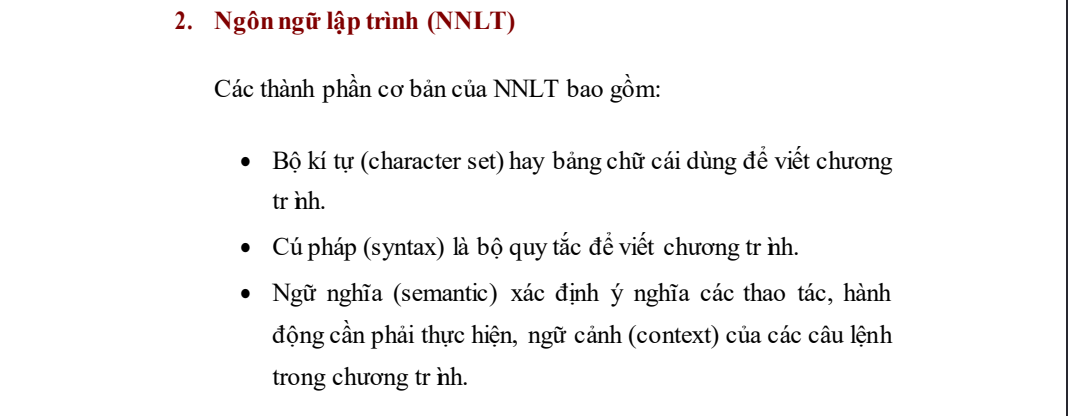 2. Ngôn ngữ lập trình (NNLT)
Các thành phần cơ bản của NNLT bao gồm:
• Bộ kí tự (character set) hay bảng chữ cái dùng để viết chương
tr ình.
• Cú pháp (syntax) là bộ quy tắc để viết chương tr ình.
• Ngữ nghĩa (semantic) xác định ý nghĩa các thao tác, hành
động cần phải thực hiện, ngữ cảnh (context) của các câu lệnh
trong chương tr ình.